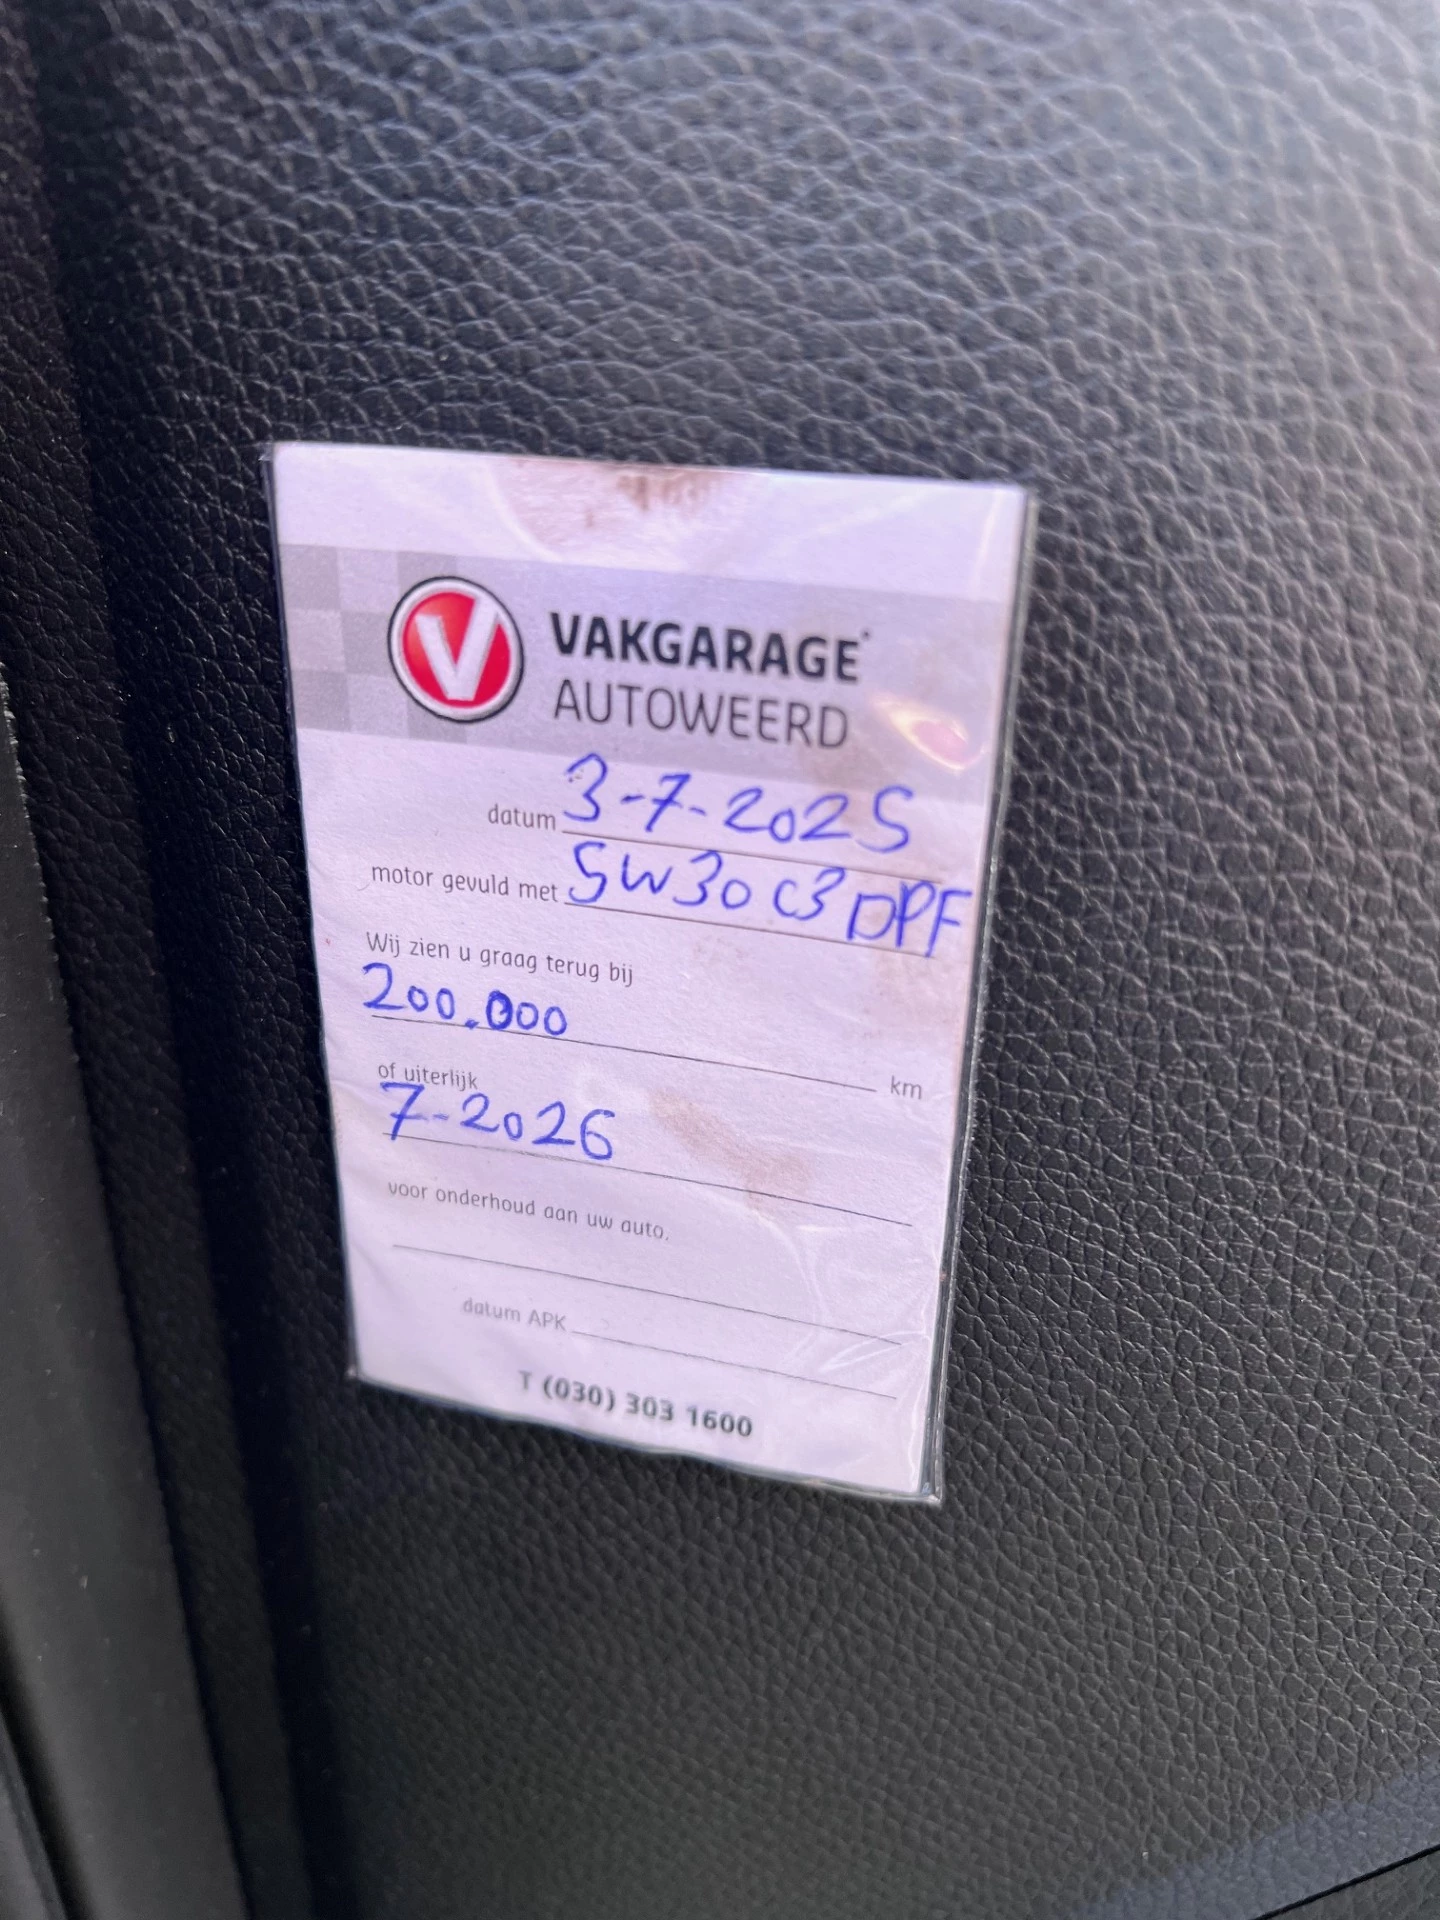 VAKGARAGE
AUTOWEERD
datum 3-7-2025
motor gevuld met 5W30 C3 DPF
Wij zien u graag terug bij
200.000 km
of uiterlijk
7-2026
voor onderhoud aan uw auto.
datum APK
T (030) 303 1600